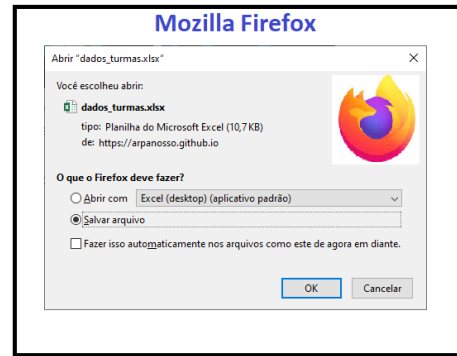 Mozilla Firefox
Abrir "dados_turmas.xlsx"
Você escolheu abrir:
dados_turmas.xlsx
tipo: Planilha do Microsoft Excel (10,7 KB)
de: https://arpanosso.github.io
O que o Firefox deve fazer?
Abrir com Excel (desktop) (aplicativo padrão)
Salvar arquivo
Fazer isso automaticamente nos arquivos como este de agora em diante.
OK Cancelar